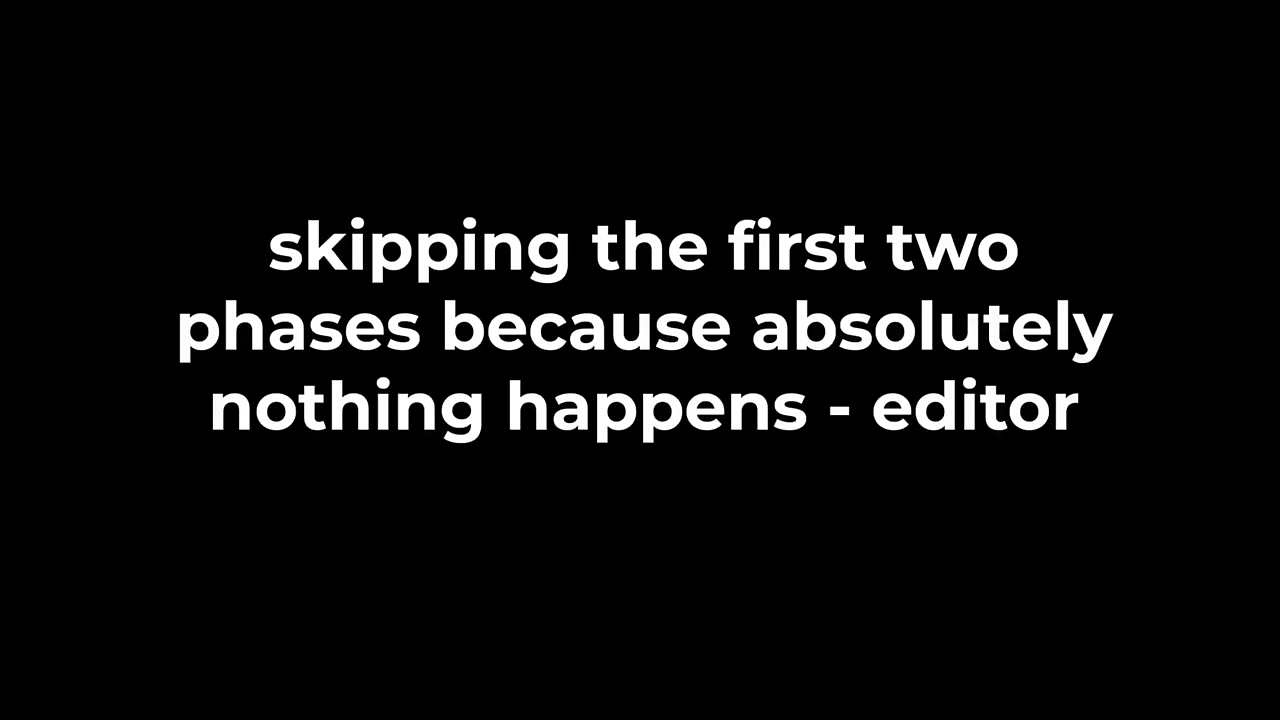 skipping the first two
phases because absolutely
nothing happens - editor